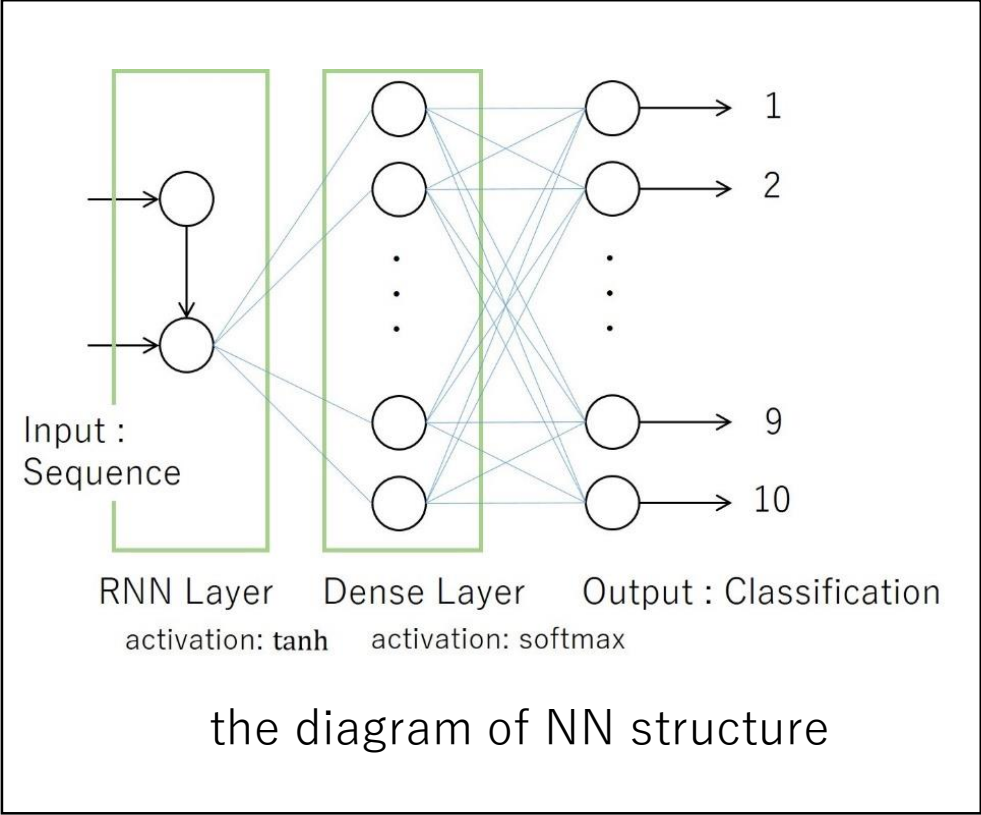 1
2
9
10
Input :
Sequence
RNN Layer
Dense Layer
Output : Classification
activation: tanh
activation: softmax
the diagram of NN structure